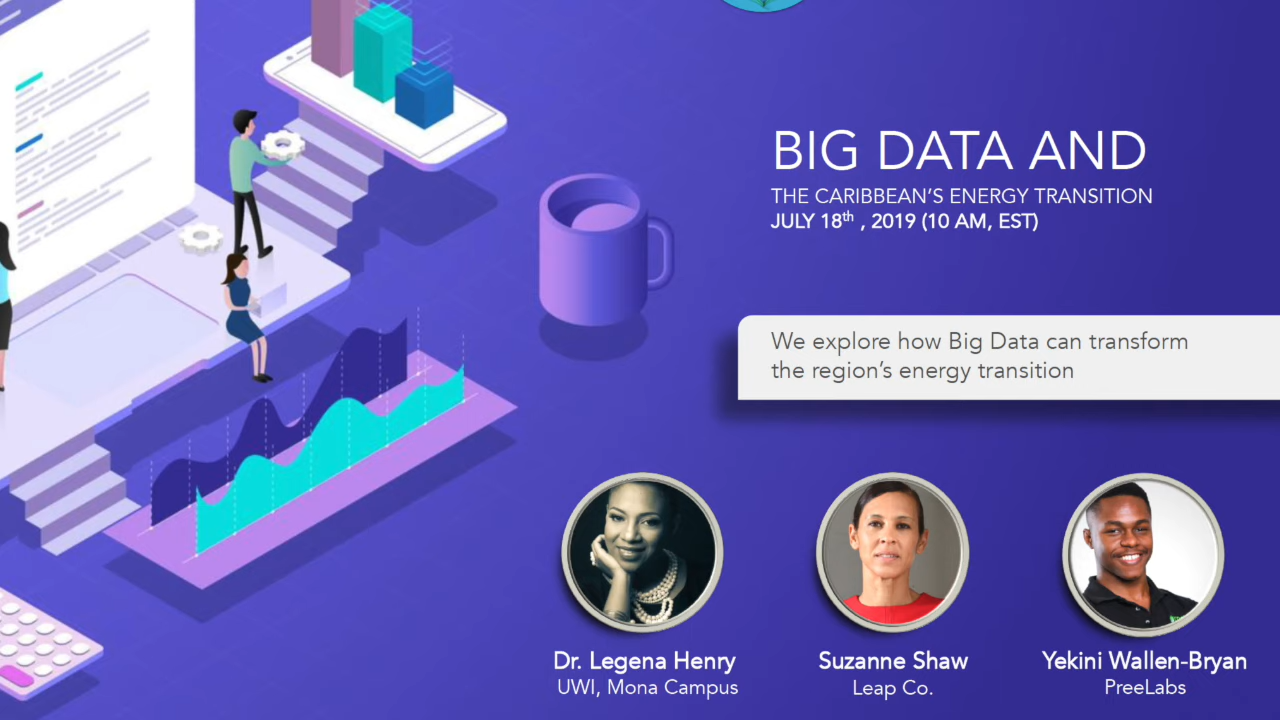 BIG DATA AND
THE CARIBBEAN'S ENERGY TRANSITION
JULY 18th , 2019 (10 AM, EST)
We explore how Big Data can transform
the region's energy transition
Dr. Legena Henry
UWI, Mona Campus
Suzanne Shaw
Leap Co.
Yekini Wallen-Bryan
PreeLabs